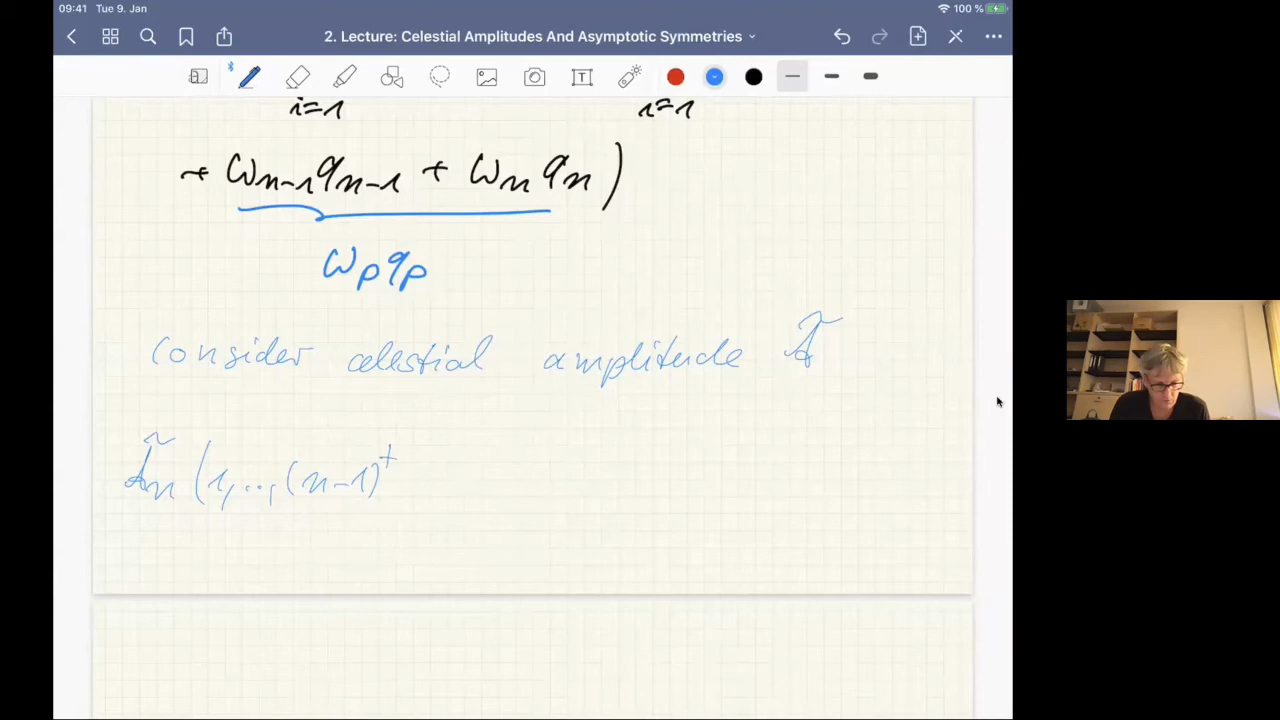 09:41 Tue 9. Jan 100 %
2. Lecture: Celestial Amplitudes And Asymptotic Symmetries
i=1 i=1
+ ωₙ₋₁qₙ₋₁ + ωₙqₙ)
ωₚqₚ
consider celestial amplitude Ã
Ãₙ(1,...,(n-1)⁺